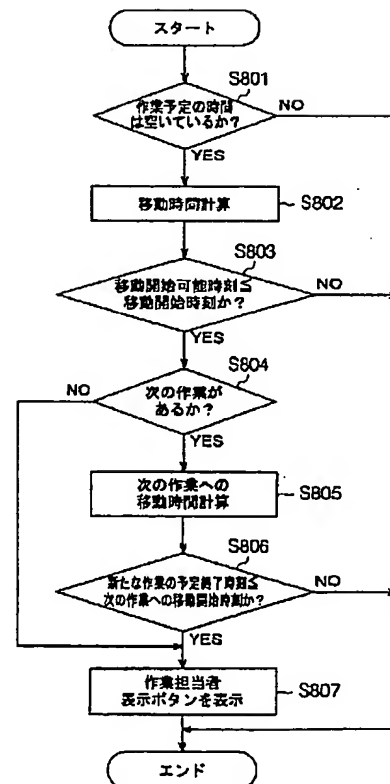 スタート
S801
作業予定の時間
は空いているか？
NO
YES
移動時間計算
S802
S803
移動開始可能時刻≦
移動開始時刻か？
NO
YES
S804
NO
次の作業が
あるか？
YES
次の作業への
移動時間計算
S805
S806
新たな作業の予定終了時刻≦
次の作業への移動開始時刻か？
NO
YES
作業担当者
表示ボタンを表示
S807
エンド